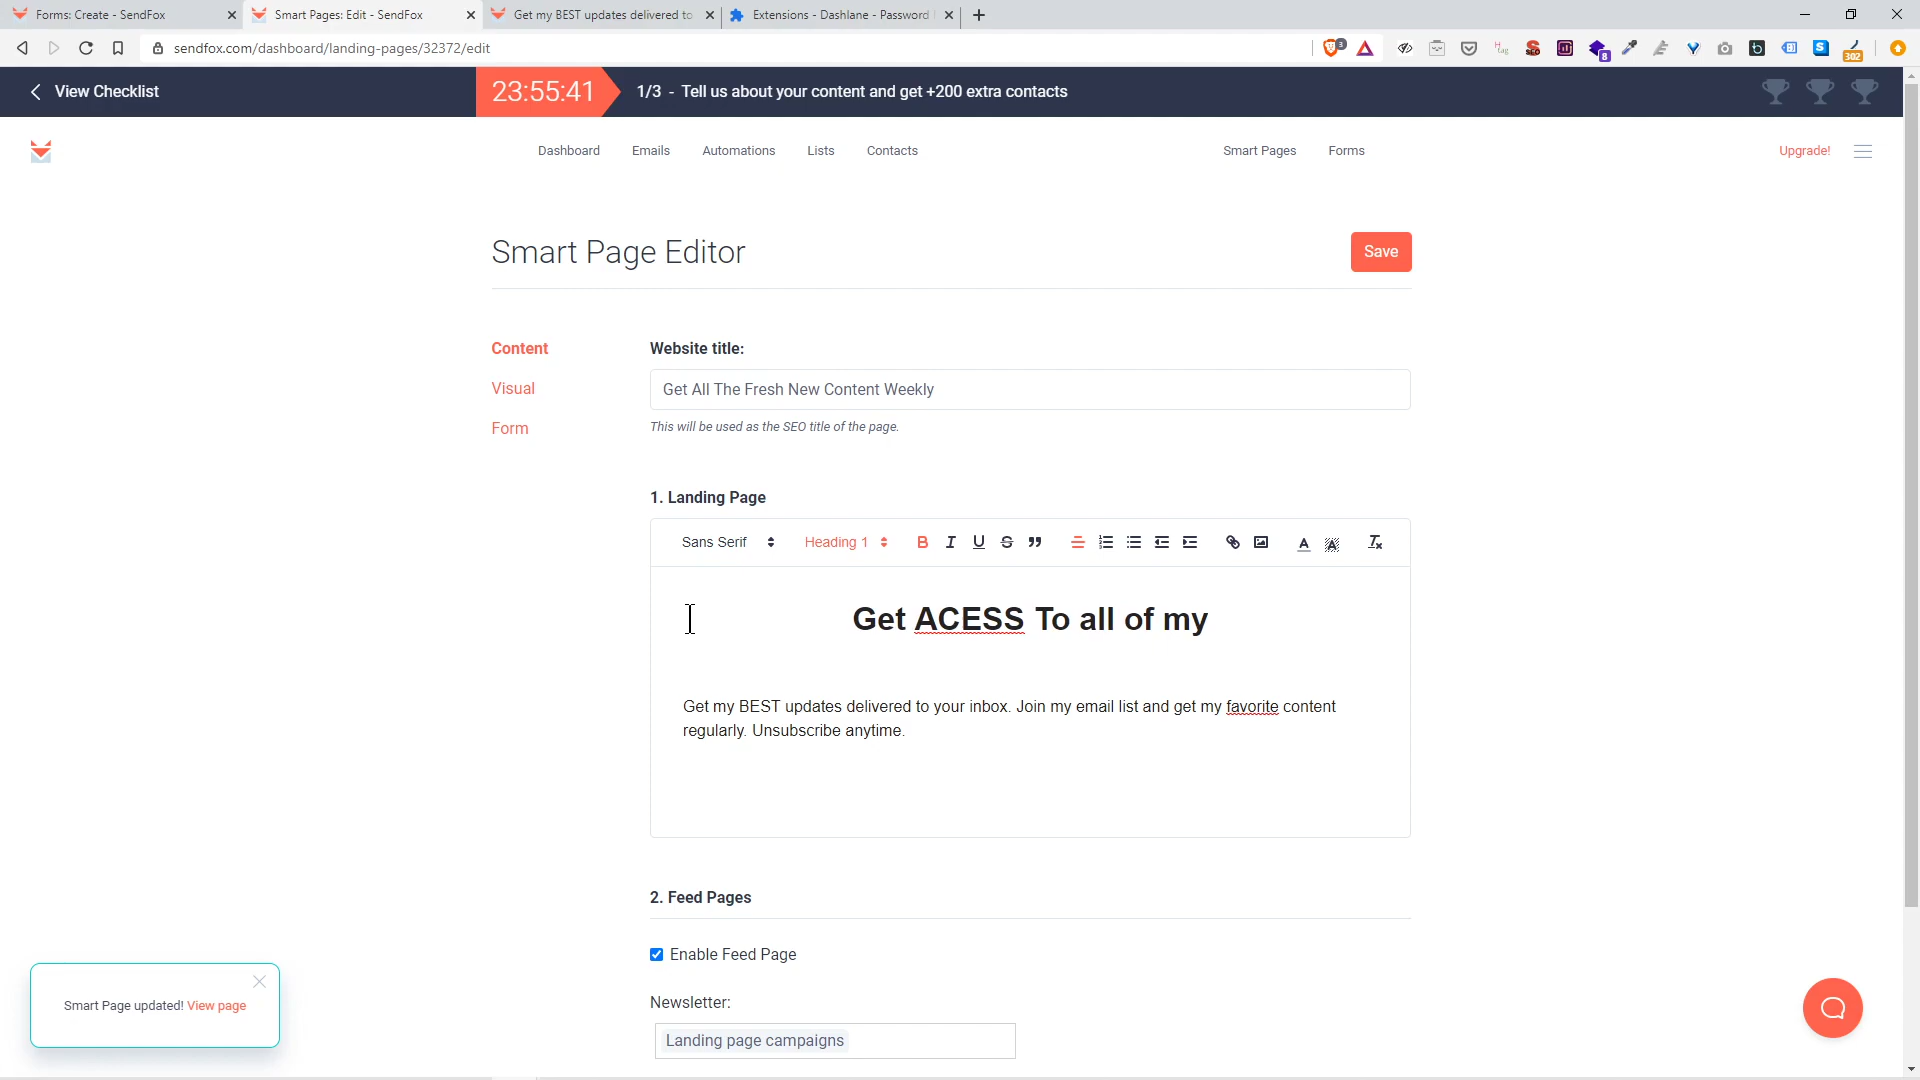 Forms: Create - SendFox
Smart Pages: Edit - SendFox
Get my BEST updates delivered to
Extensions - Dashlane - Password
sendfox.com/dashboard/landing-pages/32372/edit
View Checklist
23:55:41
1/3 - Tell us about your content and get +200 extra contacts
Dashboard
Emails
Automations
Lists
Contacts
Smart Pages
Forms
Upgrade!
Smart Page Editor
Save
Content
Visual
Form
Website title:
Get All The Fresh New Content Weekly
This will be used as the SEO title of the page.
1. Landing Page
Sans Serif
Heading 1
Get ACESS To all of my
Get my BEST updates delivered to your inbox. Join my email list and get my favorite content
regularly. Unsubscribe anytime.
2. Feed Pages
Enable Feed Page
Newsletter:
Landing page campaigns
Smart Page updated! View page